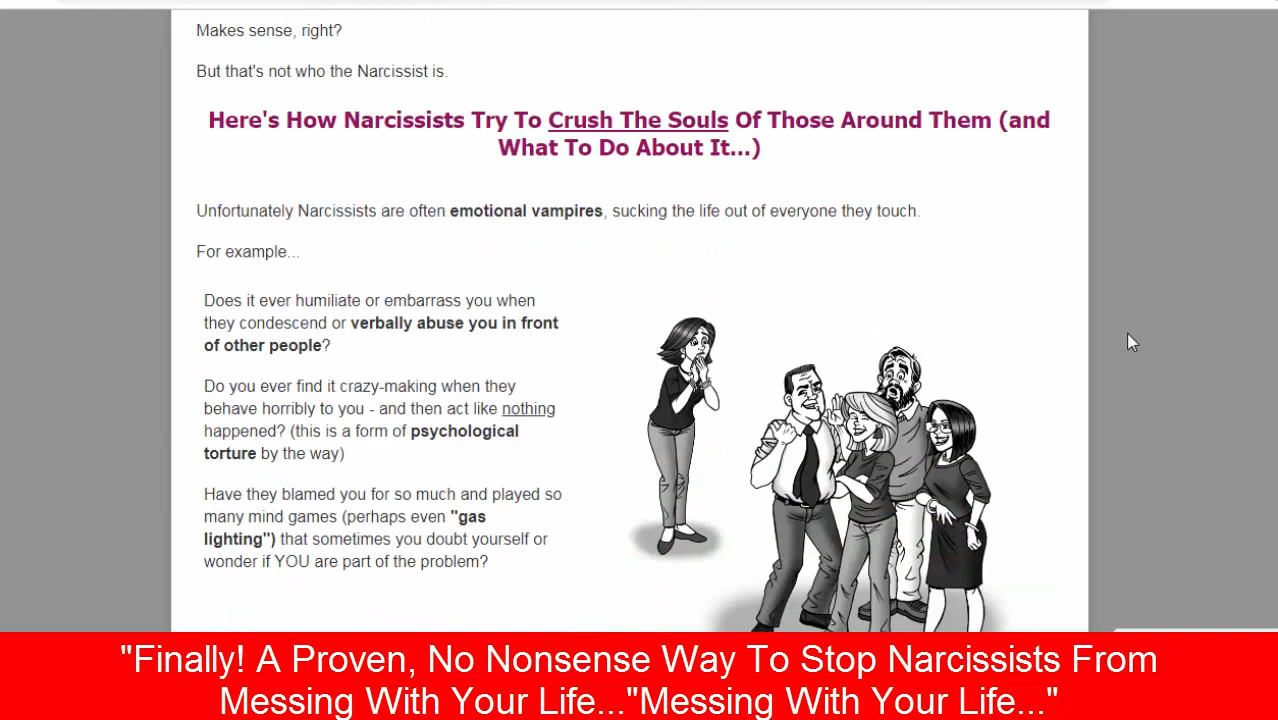 Makes sense, right?
But that's not who the Narcissist is.
Here's How Narcissists Try To Crush The Souls Of Those Around Them (and
What To Do About It...)
Unfortunately Narcissists are often emotional vampires, sucking the life out of everyone they touch.
For example...
Does it ever humiliate or embarrass you when
they condescend or verbally abuse you in front
of other people?
Do you ever find it crazy-making when they
behave horribly to you - and then act like nothing
happened? (this is a form of psychological
torture by the way)
Have they blamed you for so much and played so
many mind games (perhaps even "gas
lighting") that sometimes you doubt yourself or
wonder if YOU are part of the problem?
"Finally! A Proven, No Nonsense Way To Stop Narcissists From
Messing With Your Life..."Messing With Your Life..."